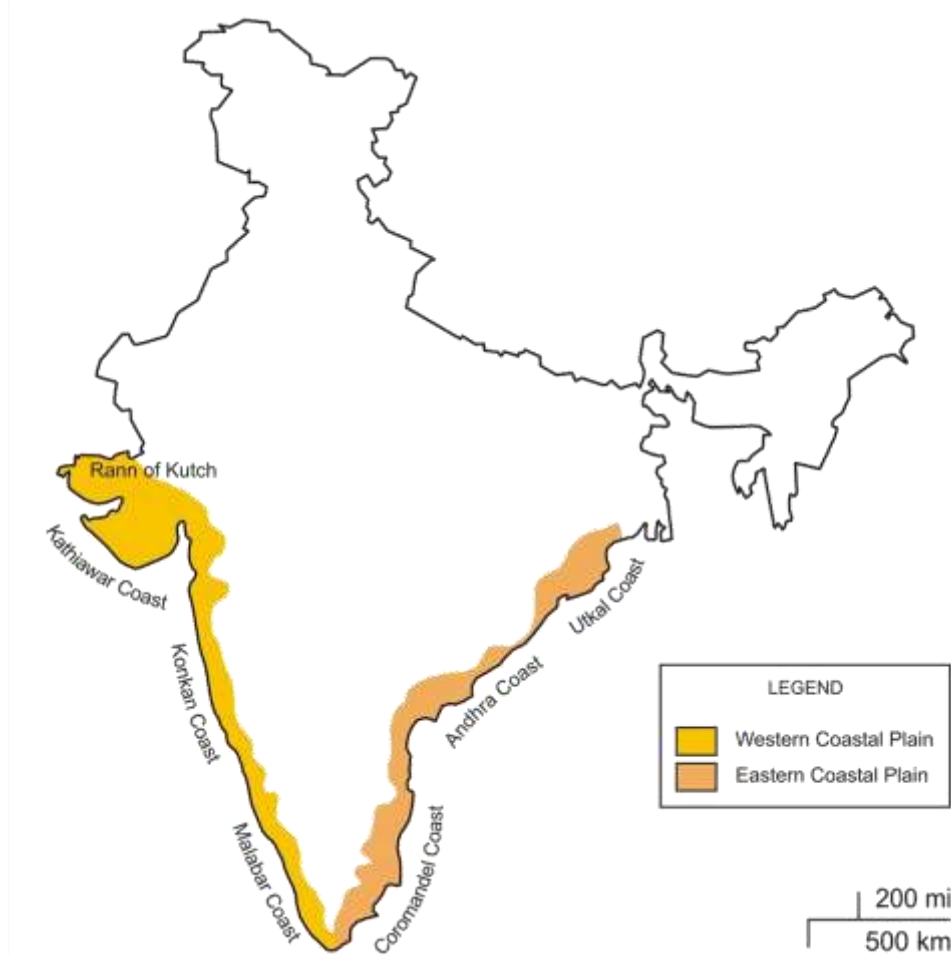 Rann of Kutch
Kathiawar Coast
Konkan Coast
Malabar Coast
Utkal Coast
Andhra Coast
Coromandel Coast
LEGEND
Western Coastal Plain
Eastern Coastal Plain
200 mi
500 km